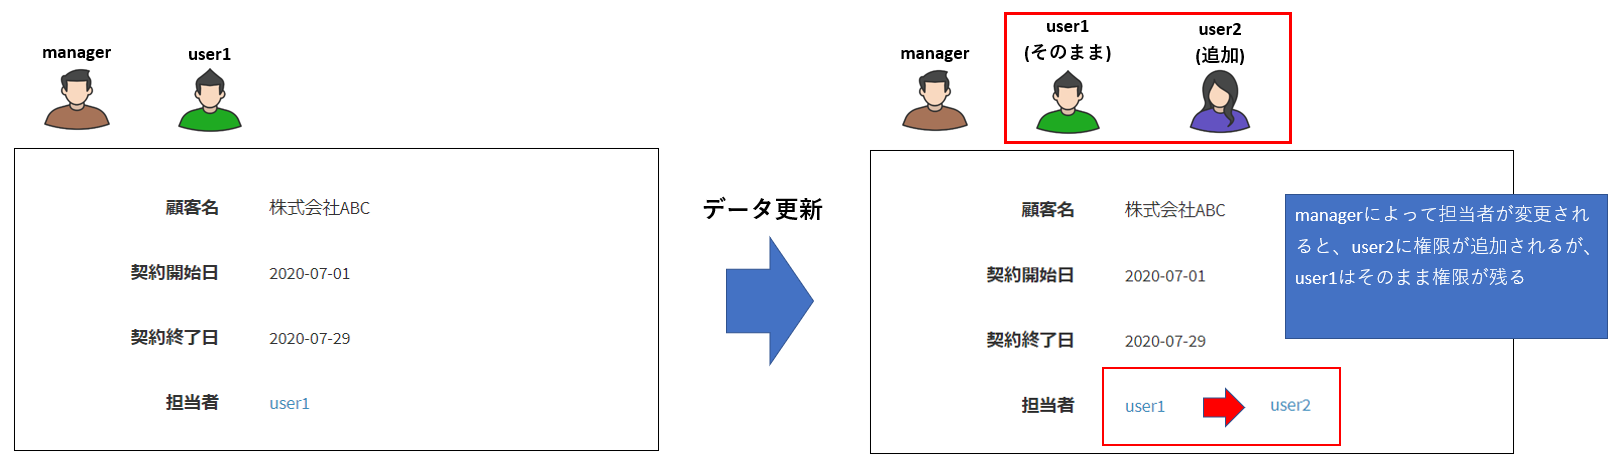 manager
user1
顧客名 株式会社ABC
契約開始日 2020-07-01
契約終了日 2020-07-29
担当者 user1
データ更新
manager
user1
(そのまま)
user2
(追加)
顧客名 株式会社ABC
契約開始日 2020-07-01
契約終了日 2020-07-29
担当者 user1 user2
managerによって担当者が変更され
ると、user2に権限が追加されるが、
user1はそのまま権限が残る